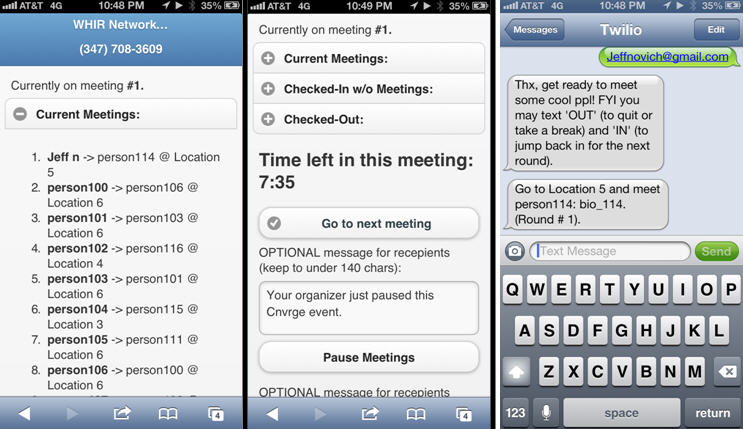 AT&T 4G
10:48 PM
35%
WHIR Network...
(347) 708-3609
Currently on meeting #1.
Current Meetings:
1. Jeff n -> person114 @ Location
5
2. person100 -> person106 @
Location 6
3. person101 -> person103 @
Location 6
4. person102 -> person116 @
Location 4
5. person103 -> person101 @
Location 6
6. person104 -> person115 @
Location 3
7. person105 -> person111 @
Location 6
8. person106 -> person100 @
Location 6
4
AT&T 4G
10:49 PM
35%
Currently on meeting #1.
Current Meetings:
Checked-In w/o Meetings:
Checked-Out:
Time left in this meeting:
7:35
Go to next meeting
OPTIONAL message for recepients
(keep to under 140 chars):
Your organizer just paused this
Cnvrge event.
Pause Meetings
OPTIONAL message for recepients
4
AT&T 4G
10:48 PM
35%
Messages
Twilio
Edit
Jeffnovich@gmail.com
Thx, get ready to meet
some cool ppl! FYI you
may text 'OUT' (to quit or
take a break) and 'IN' (to
jump back in for the next
round).
Go to Location 5 and meet
person114: bio_114.
(Round # 1).
Text Message
Send
Q W E R T Y U I O P
A S D F G H J K L
Z X C V B N M
123
space
return